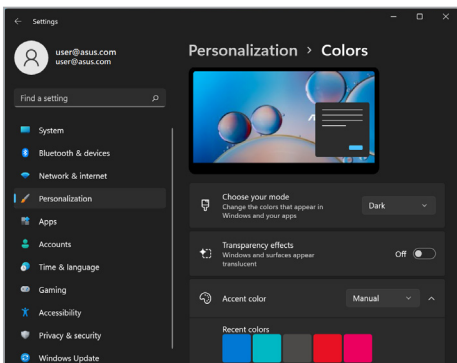 Settings
user@asus.com
user@asus.com
Find a setting
System
Bluetooth & devices
Network & internet
Personalization
Apps
Accounts
Time & language
Gaming
Accessibility
Privacy & security
Windows Update
Personalization > Colors
Choose your mode
Change the colors that appear in
Windows and your apps
Dark
Transparency effects
Windows and surfaces appear
translucent
Off
Accent color
Manual
Recent colors